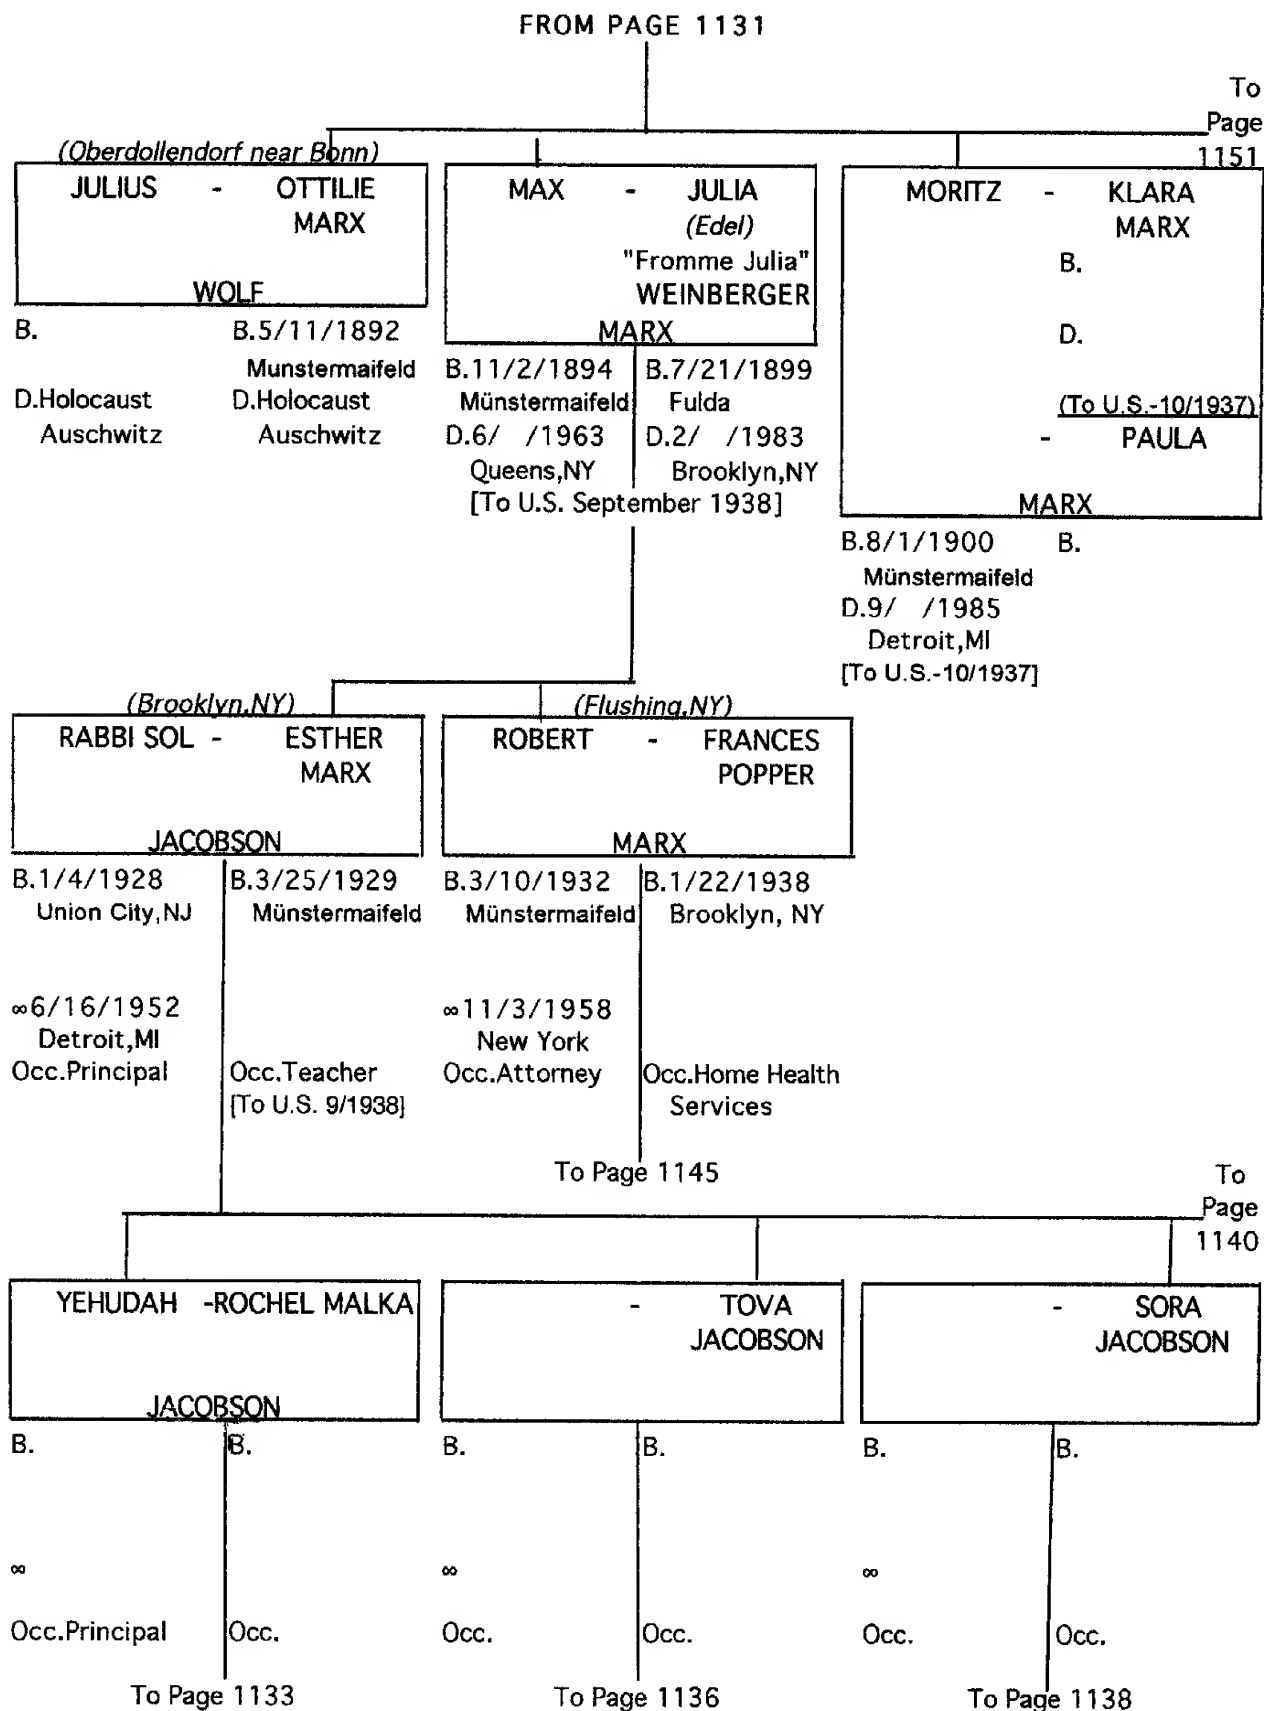 FROM PAGE 1131
To
Page
1151
(Oberdollendorf near Bonn)
JULIUS - OTTILIE
MARX
WOLF
B. B.5/11/1892
Munstermaifeld
D.Holocaust D.Holocaust
Auschwitz Auschwitz
MAX - JULIA
(Edel)
"Fromme Julia"
WEINBERGER
MARX
B.11/2/1894 B.7/21/1899
Münstermaifeld Fulda
D.6/ /1963 D.2/ /1983
Queens,NY Brooklyn,NY
[To U.S. September 1938]
MORITZ - KLARA
MARX
B.
D.
(To U.S.-10/1937)
- PAULA
MARX
B.8/1/1900 B.
Münstermaifeld
D.9/ /1985
Detroit,MI
[To U.S.-10/1937]
(Brooklyn,NY)
RABBI SOL - ESTHER
MARX
JACOBSON
B.1/4/1928 B.3/25/1929
Union City,NJ Münstermaifeld
∞6/16/1952
Detroit,MI
Occ.Principal Occ.Teacher
[To U.S. 9/1938]
(Flushing,NY)
ROBERT - FRANCES
POPPER
MARX
B.3/10/1932 B.1/22/1938
Münstermaifeld Brooklyn, NY
∞11/3/1958
New York
Occ.Attorney Occ.Home Health
Services
To Page 1145
To
Page
1140
YEHUDAH -ROCHEL MALKA
JACOBSON
B. B.
∞
Occ.Principal Occ.
To Page 1133
- TOVA
JACOBSON
B. B.
∞
Occ. Occ.
To Page 1136
- SORA
JACOBSON
B. B.
∞
Occ. Occ.
To Page 1138